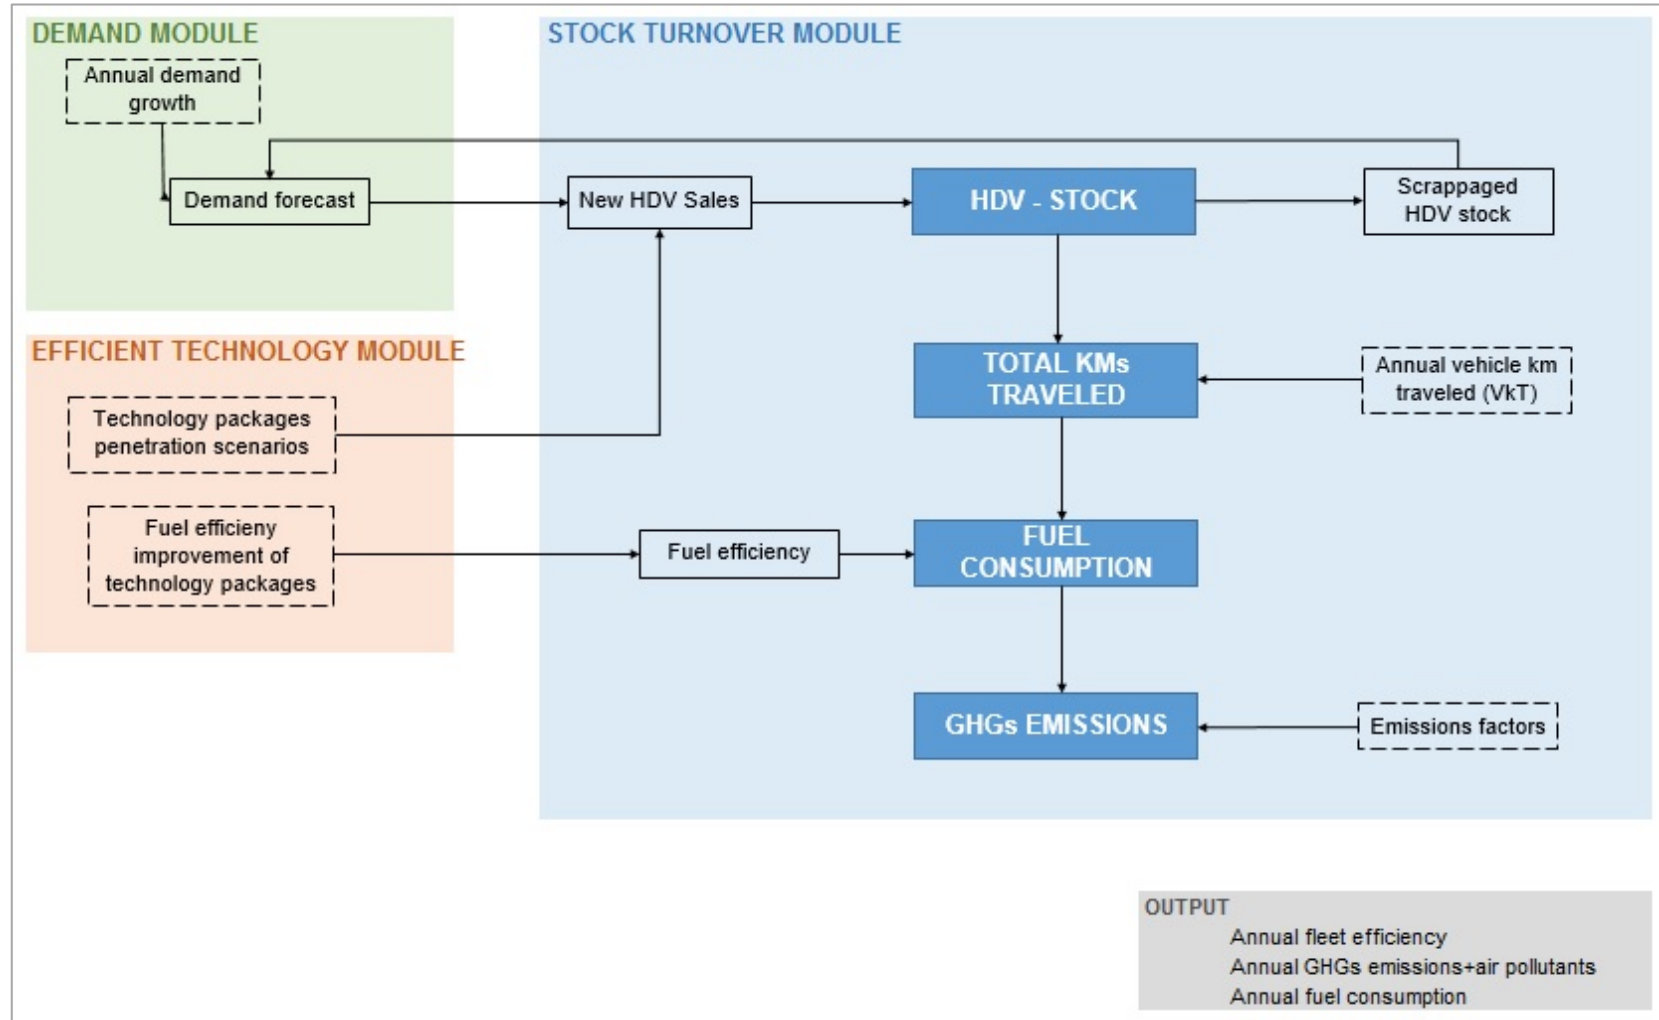 DEMAND MODULE
Annual demand
growth
Demand forecast
STOCK TURNOVER MODULE
New HDV Sales
HDV - STOCK
Scrappaged
HDV stock
TOTAL KMs
TRAVELED
Annual vehicle km
traveled (VkT)
EFFICIENT TECHNOLOGY MODULE
Technology packages
penetration scenarios
Fuel efficieny
improvement of
technology packages
Fuel efficiency
FUEL
CONSUMPTION
GHGs EMISSIONS
Emissions factors
OUTPUT
Annual fleet efficiency
Annual GHGs emissions+air pollutants
Annual fuel consumption